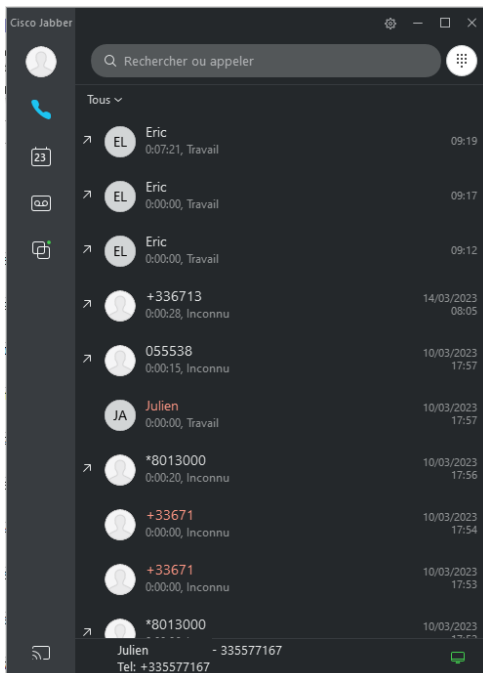 Cisco Jabber
Rechercher ou appeler
Tous
23
EL
Eric
0:07:21, Travail
09:19
EL
Eric
0:00:00, Travail
09:17
EL
Eric
0:00:00, Travail
09:12
+336713
0:00:28, Inconnu
14/03/2023
08:05
055538
0:00:15, Inconnu
10/03/2023
17:57
JA
Julien
0:00:00, Travail
10/03/2023
17:57
*8013000
0:00:20, Inconnu
10/03/2023
17:56
+33671
0:00:00, Inconnu
10/03/2023
17:54
+33671
0:00:00, Inconnu
10/03/2023
17:53
*8013000
10/03/2023
Julien - 335577167
Tel: +335577167